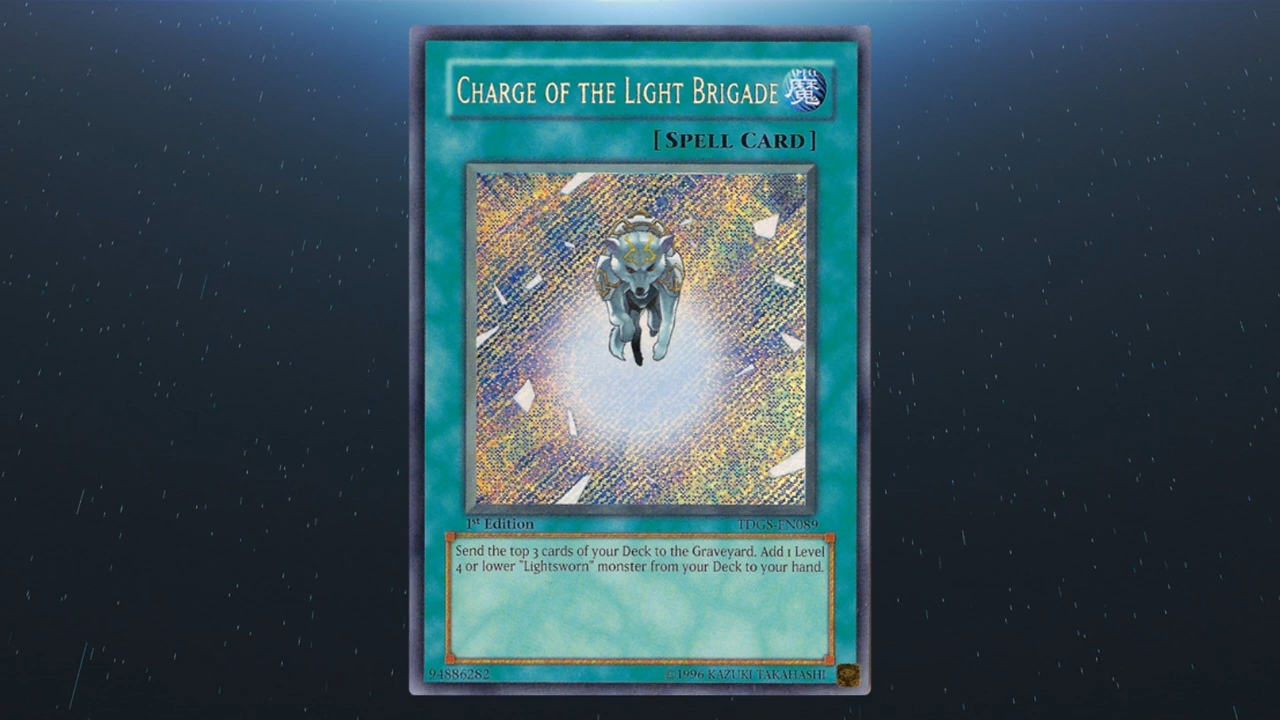 CHARGE OF THE LIGHT BRIGADE 魔
[SPELL CARD]
1st Edition TDGS-EN089
Send the top 3 cards of your Deck to the Graveyard. Add 1 Level
4 or lower "Lightsworn" monster from your Deck to your hand.
94886282 ©1996 KAZUKI TAKAHASHI